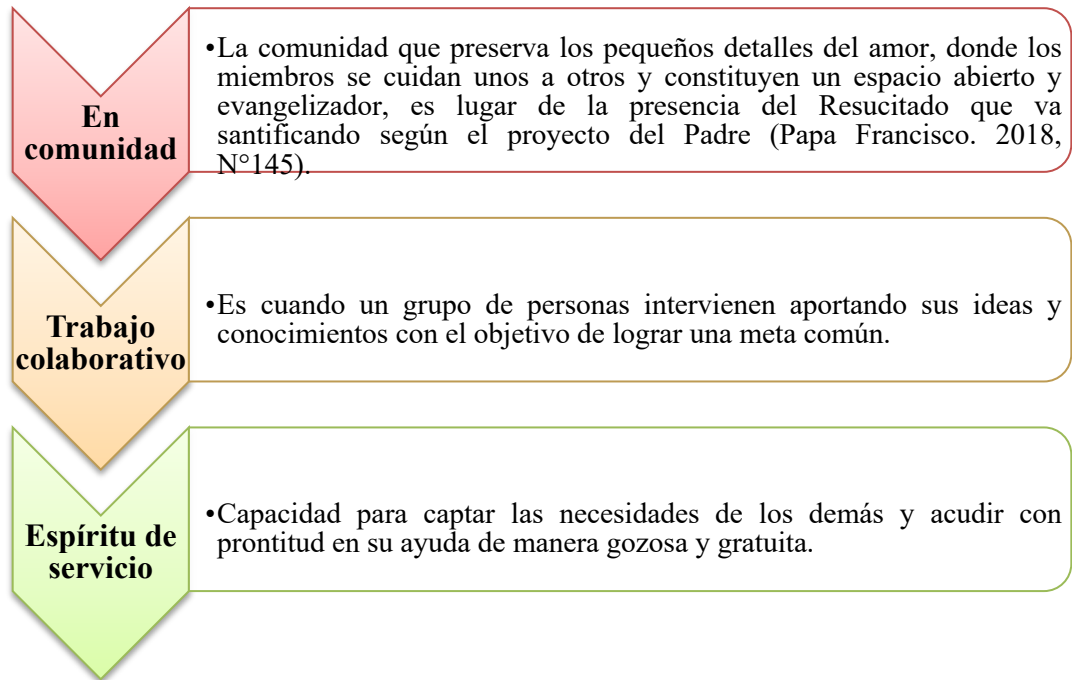 En
comunidad
•La comunidad que preserva los pequeños detalles del amor, donde los
miembros se cuidan unos a otros y constituyen un espacio abierto y
evangelizador, es lugar de la presencia del Resucitado que va
santificando según el proyecto del Padre (Papa Francisco. 2018,
N°145).
Trabajo
colaborativo
•Es cuando un grupo de personas intervienen aportando sus ideas y
conocimientos con el objetivo de lograr una meta común.
Espíritu de
servicio
•Capacidad para captar las necesidades de los demás y acudir con
prontitud en su ayuda de manera gozosa y gratuita.